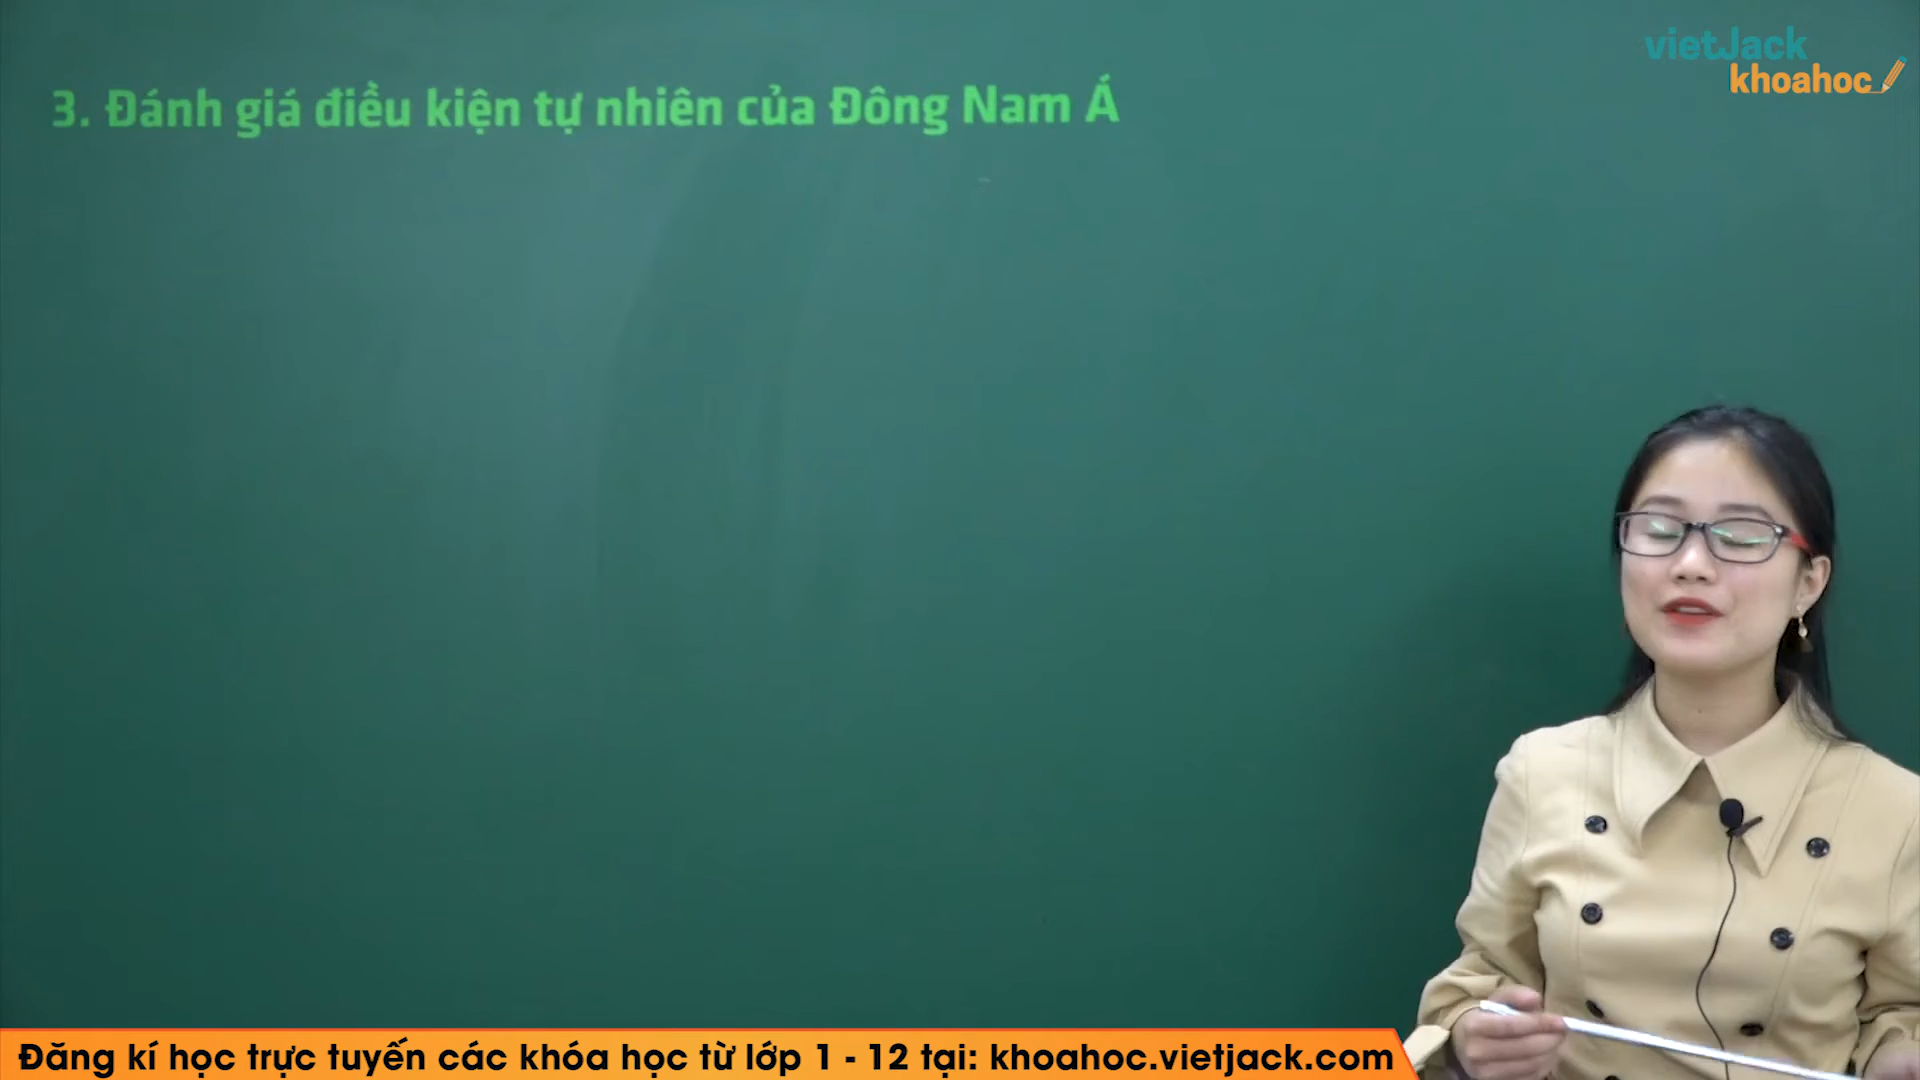 vietJack
khoahoc
3. Đánh giá điều kiện tự nhiên của Đông Nam Á
Đăng kí học trực tuyến các khóa học từ lớp 1 - 12 tại: khoahoc.vietjack.com